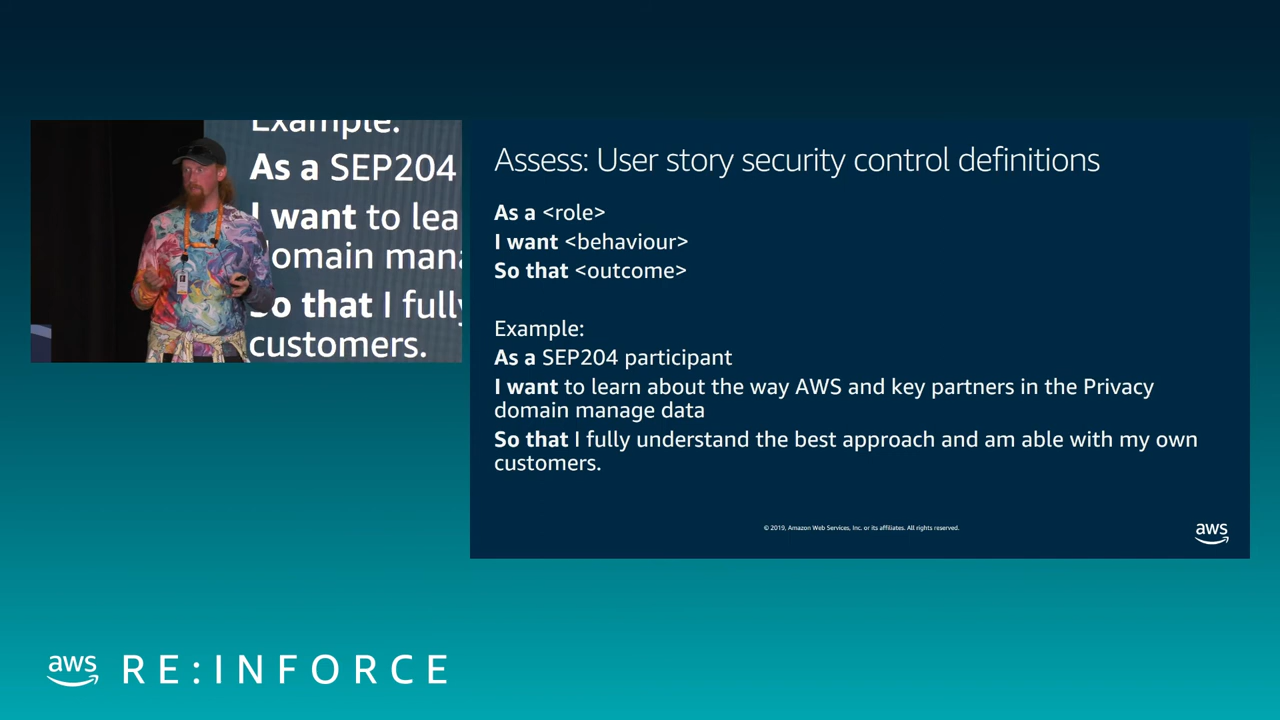 Example:
As a SEP204
I want to lea
domain mana
So that I fully
customers.
Assess: User story security control definitions
As a <role>
I want <behaviour>
So that <outcome>
Example:
As a SEP204 participant
I want to learn about the way AWS and key partners in the Privacy
domain manage data
So that I fully understand the best approach and am able with my own
customers.
© 2019, Amazon Web Services, Inc. or its affiliates. All rights reserved.
aws
aws RE:INFORCE